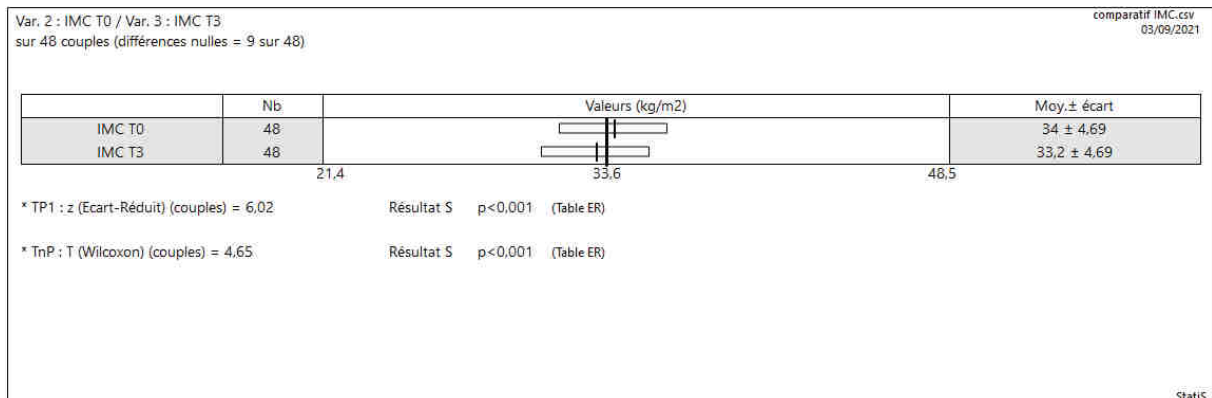 Var. 2 : IMC T0 / Var. 3 : IMC T3
comparatif IMC.csv
sur 48 couples (différences nulles = 9 sur 48)
03/09/2021
Nb Valeurs (kg/m2) Moy.± écart
IMC T0 48 34 ± 4,69
IMC T3 48 33,2 ± 4,69
21,4 33,6 48,5
* TP1 : z (Ecart-Réduit) (couples) = 6,02 Résultat S p<0,001 (Table ER)
* TnP : T (Wilcoxon) (couples) = 4,65 Résultat S p<0,001 (Table ER)
StatiS